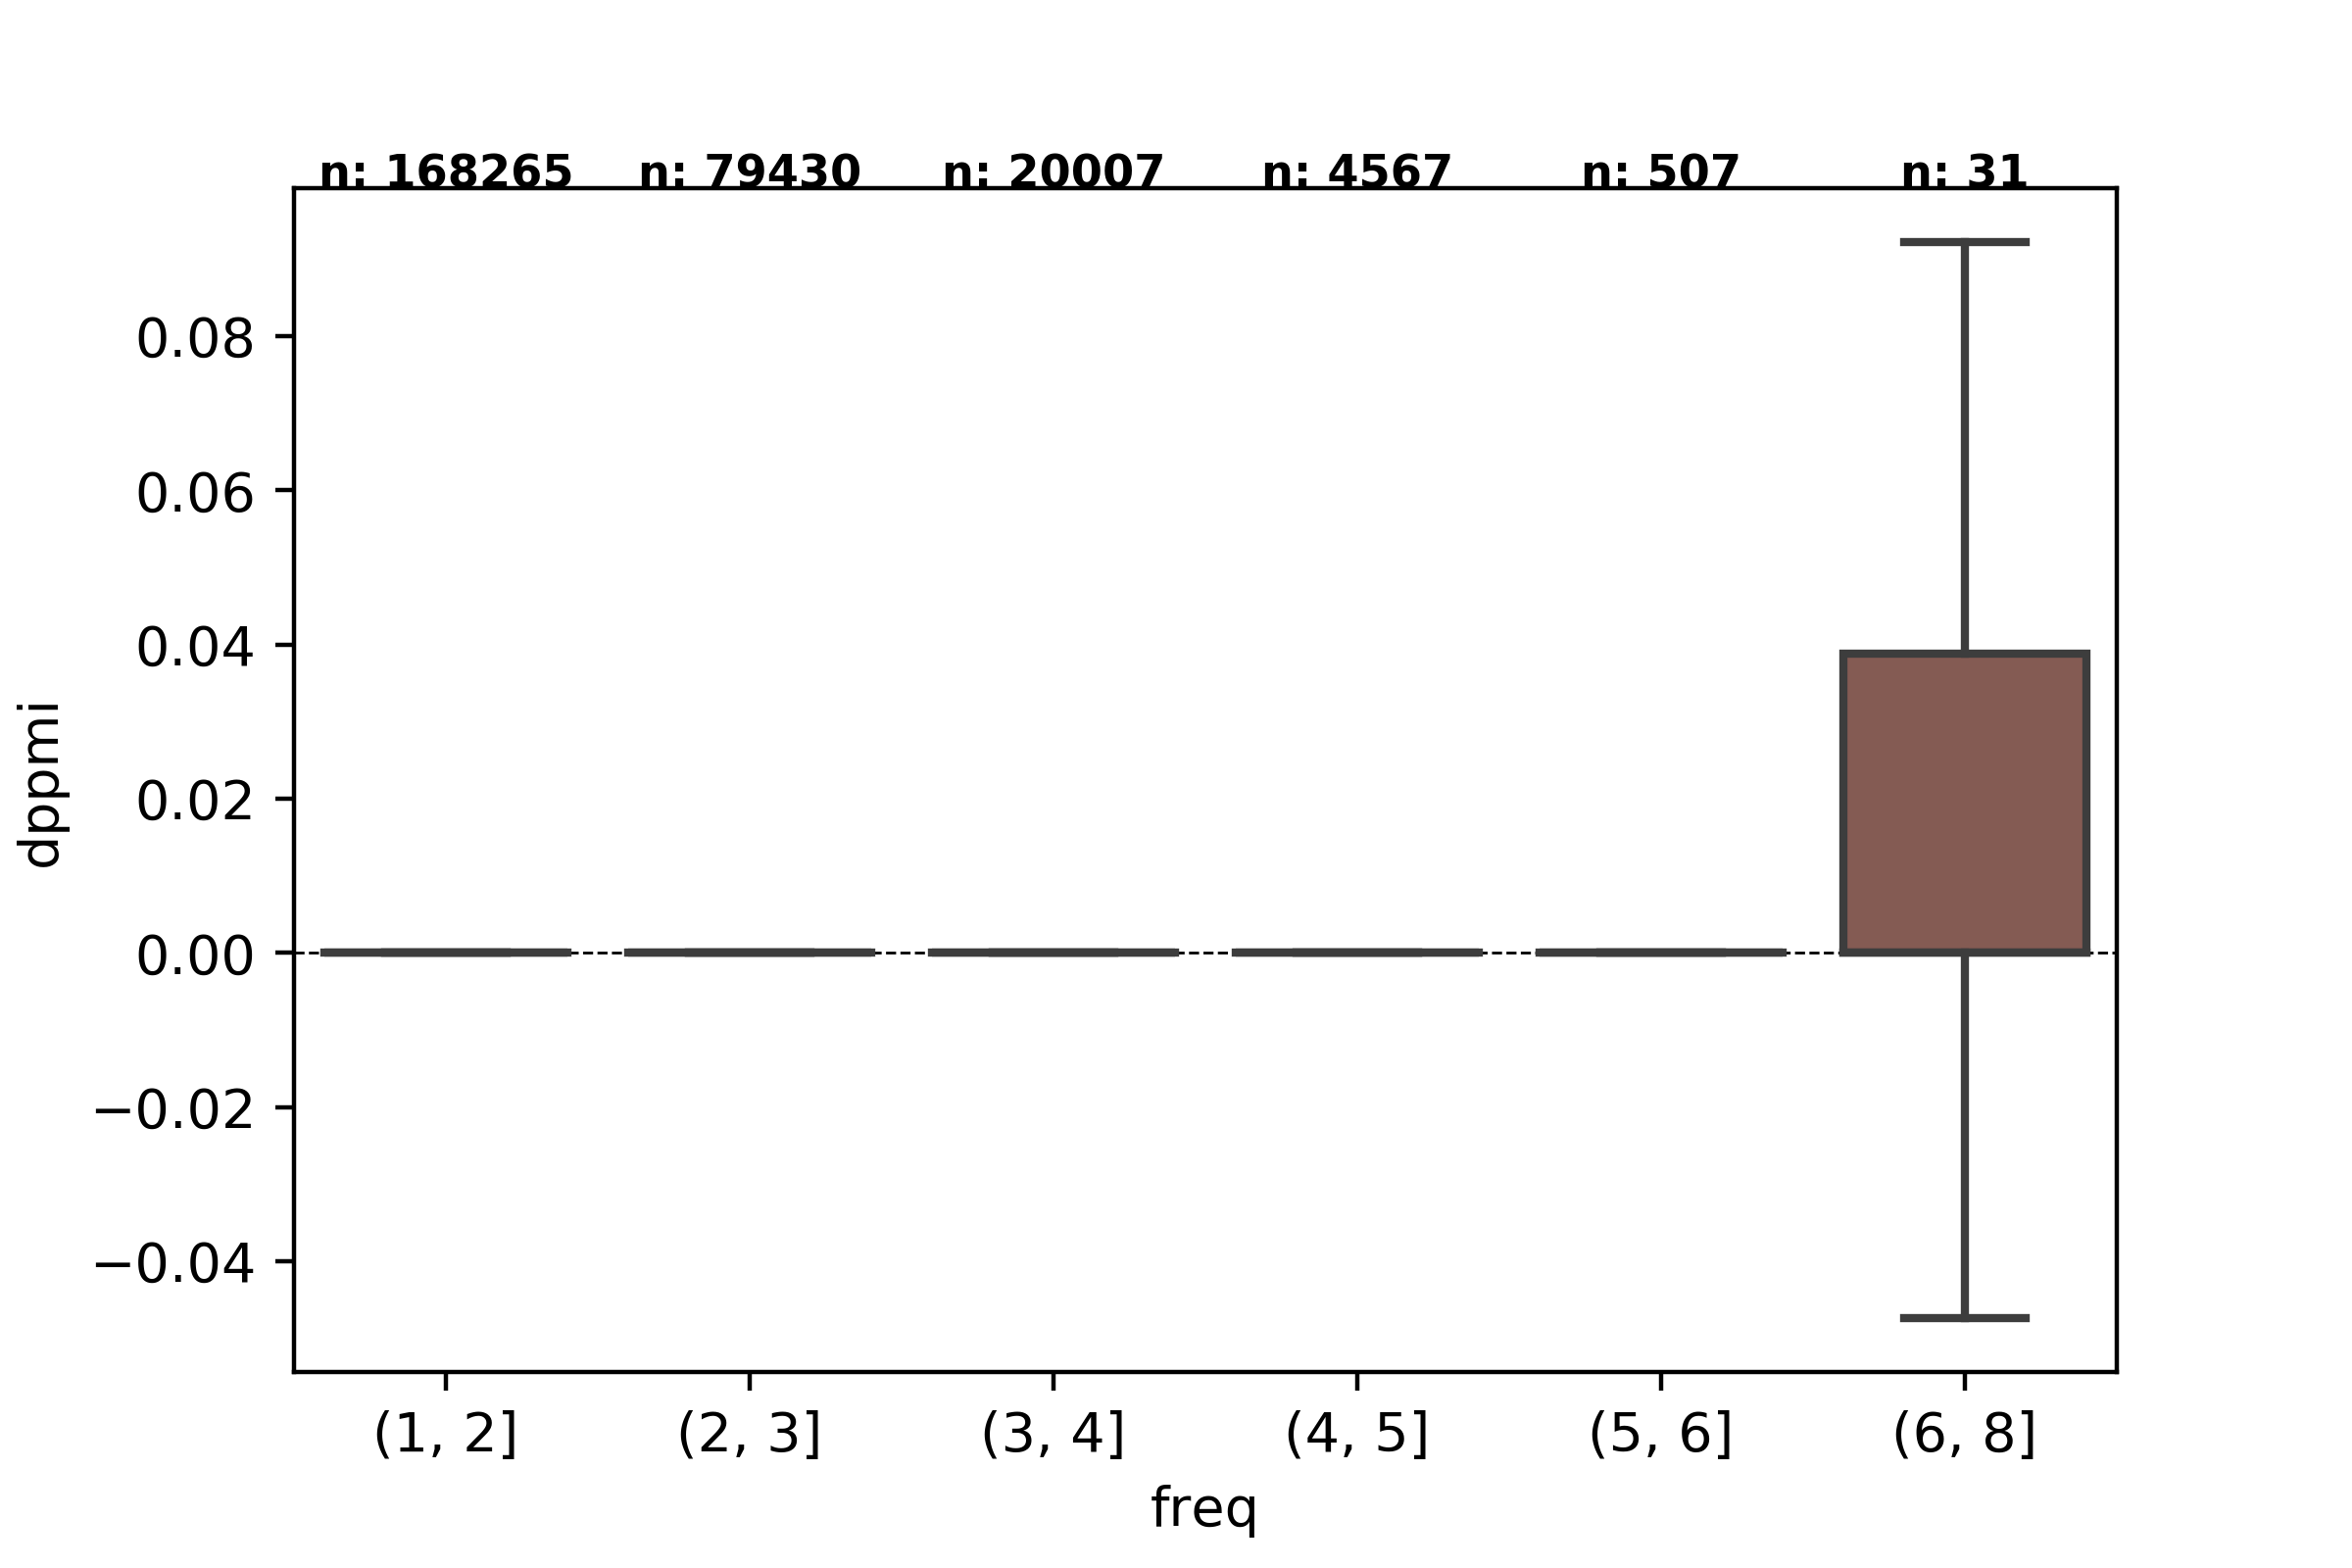 n: 168265 n: 79430 n: 20007 n: 4567 n: 507 n: 31
0.08
0.06
0.04
0.02
0.00
−0.02
−0.04
dppmi
(1, 2] (2, 3] (3, 4] (4, 5] (5, 6] (6, 8]
freq